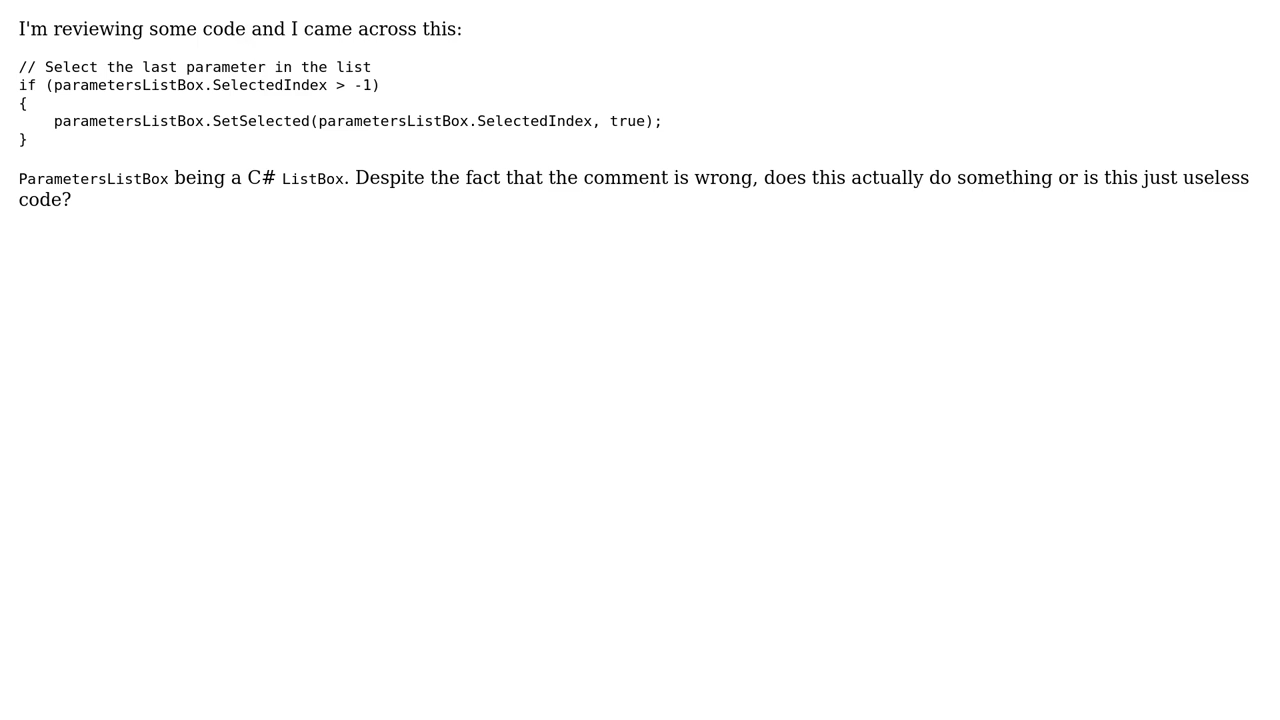 I'm reviewing some code and I came across this:
// Select the last parameter in the list
if (parametersListBox.SelectedIndex > -1)
{
    parametersListBox.SetSelected(parametersListBox.SelectedIndex, true);
}
ParametersListBox being a C# ListBox. Despite the fact that the comment is wrong, does this actually do something or is this just useless
code?